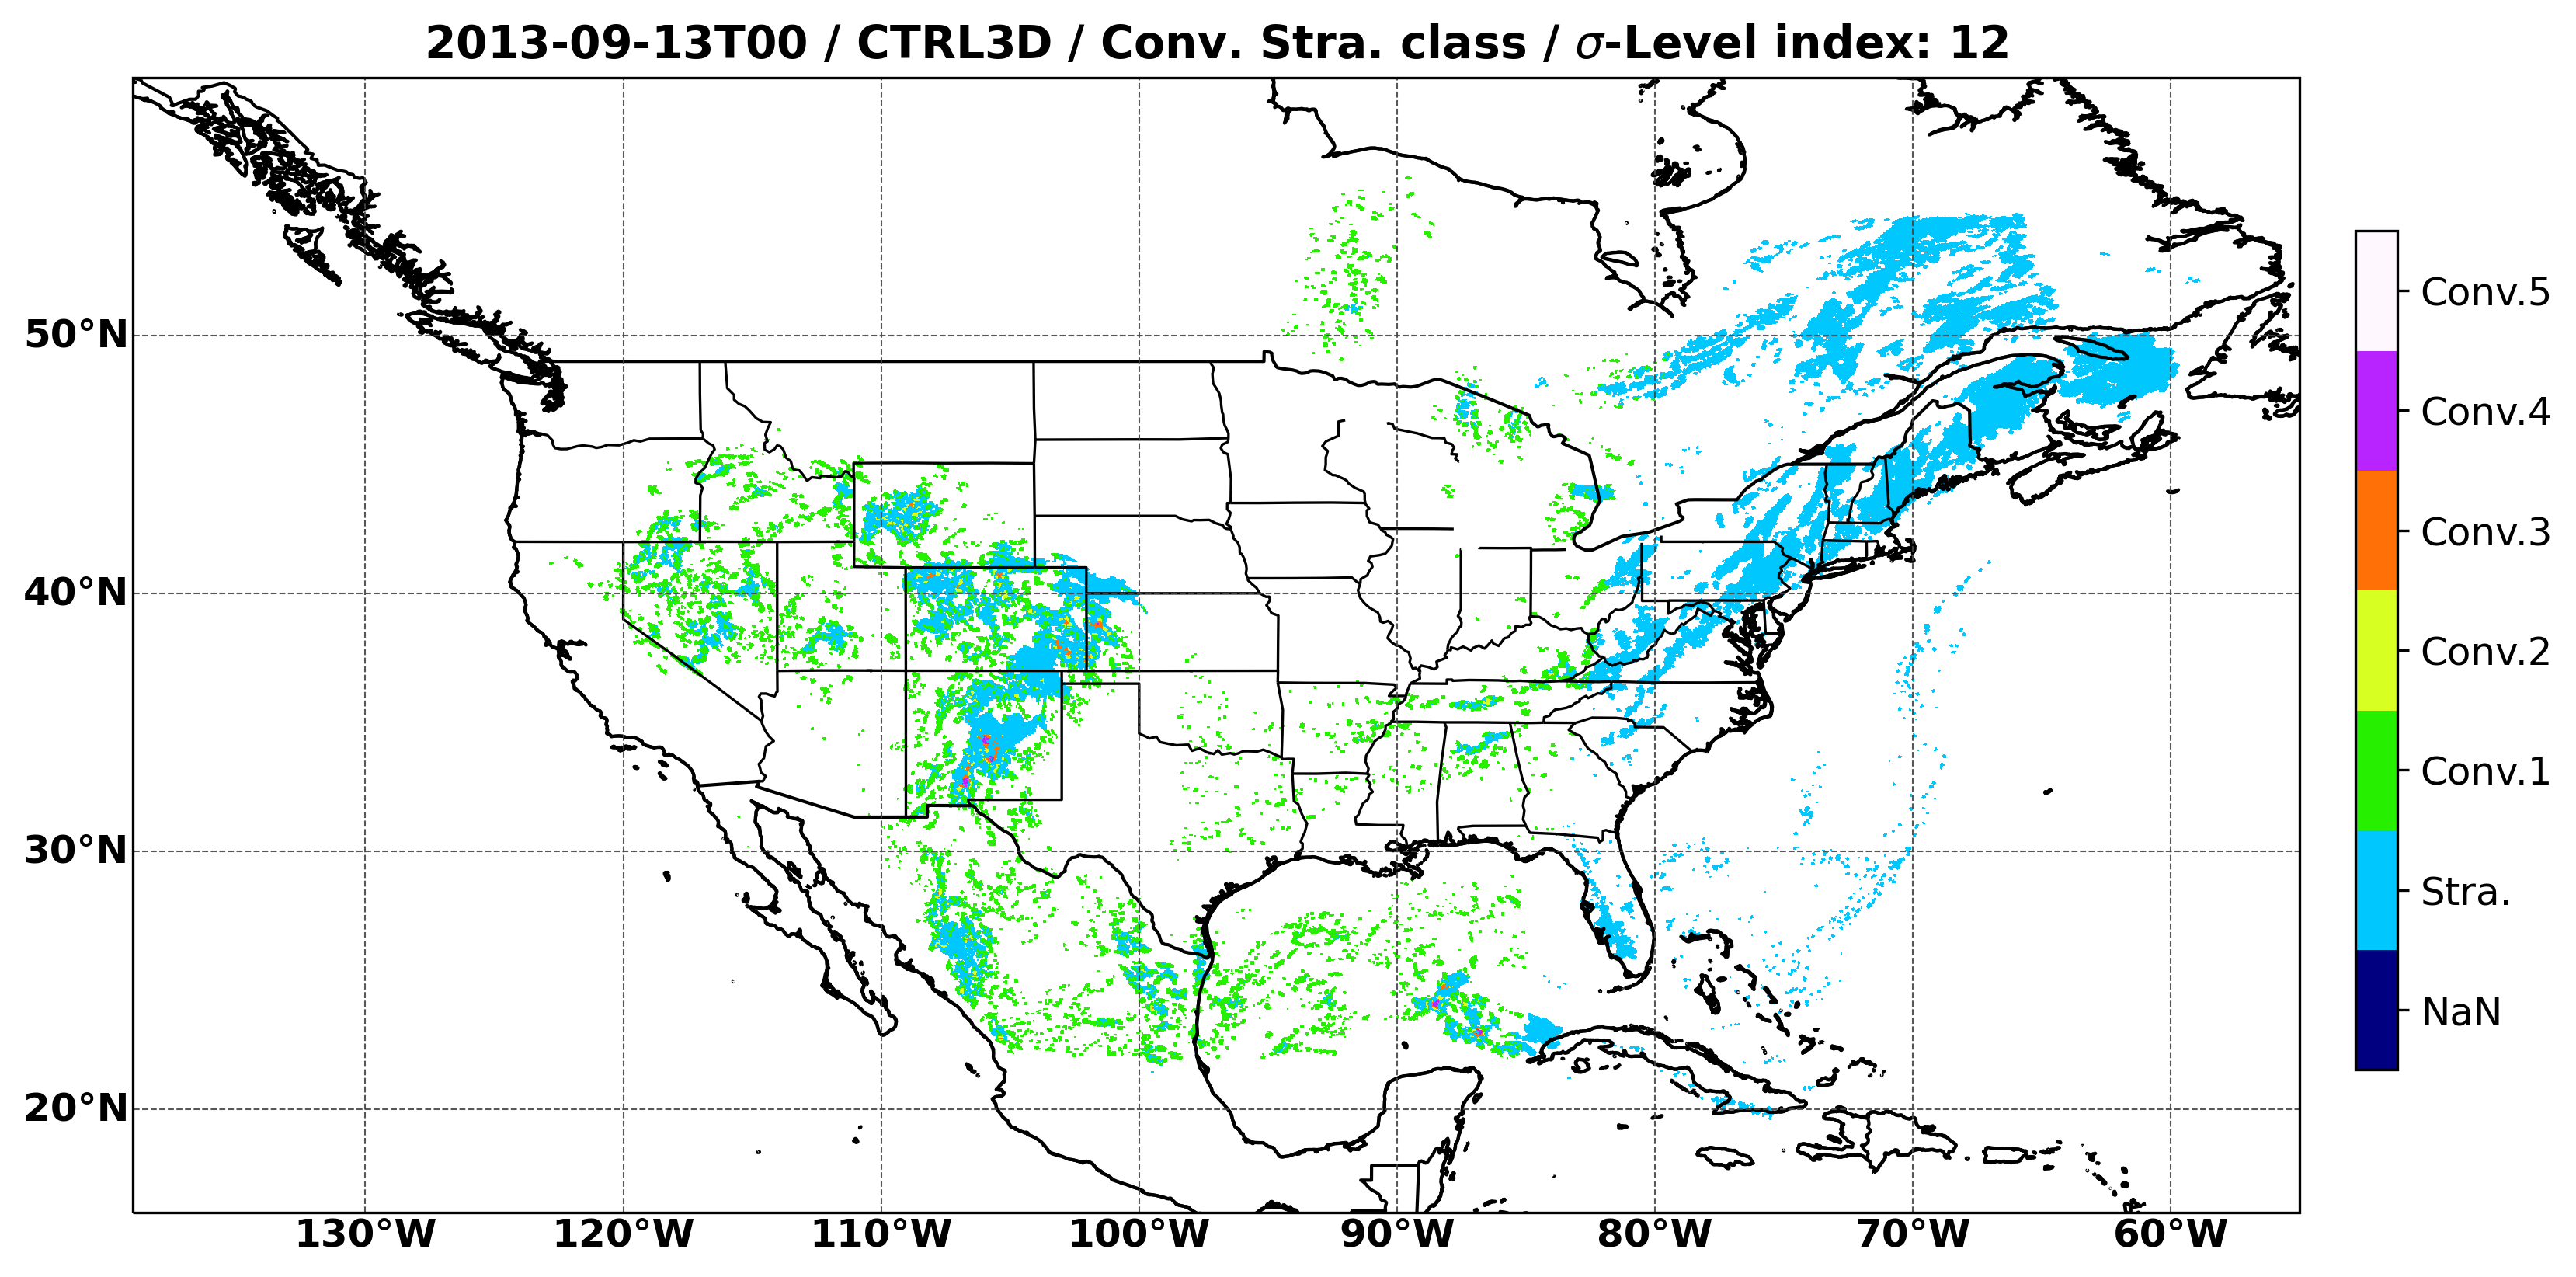 2013-09-13T00 / CTRL3D / Conv. Stra. class / σ-Level index: 12
50°N
40°N
30°N
20°N
130°W
120°W
110°W
100°W
90°W
80°W
70°W
60°W
Conv.5
Conv.4
Conv.3
Conv.2
Conv.1
Stra.
NaN